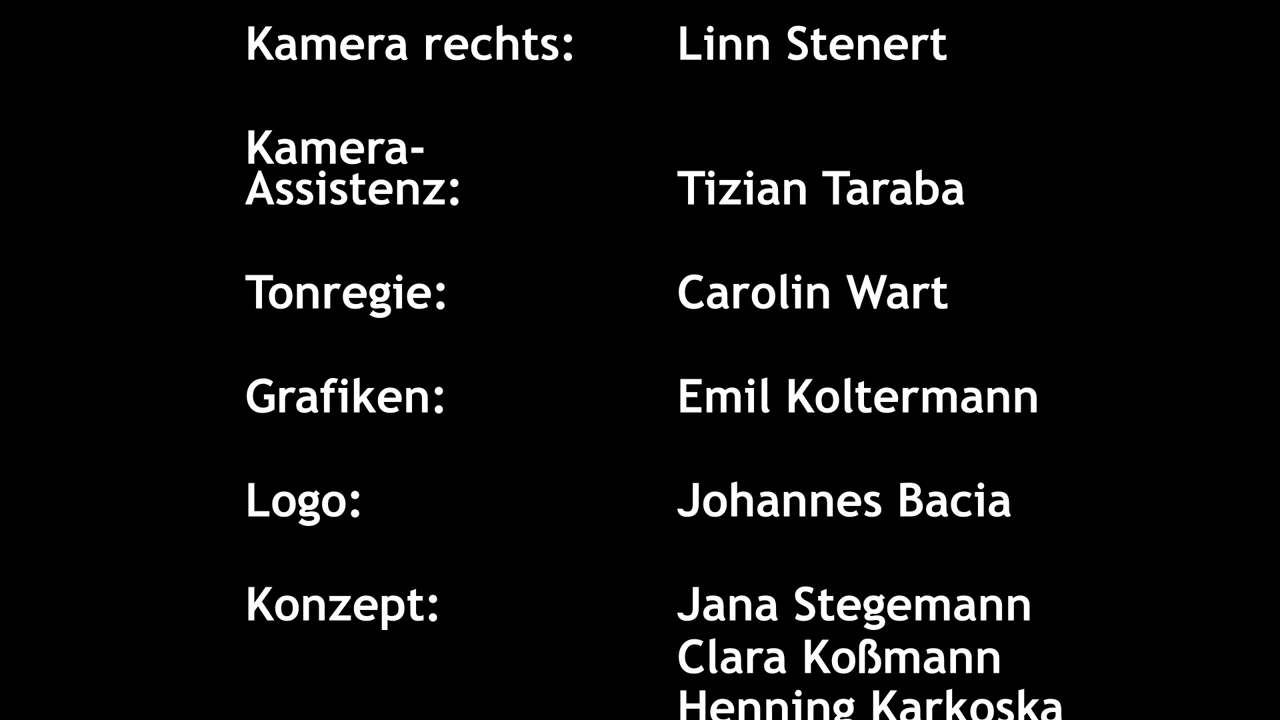 Kamera rechts: Linn Stenert
Kamera-
Assistenz: Tizian Taraba
Tonregie: Carolin Wart
Grafiken: Emil Koltermann
Logo: Johannes Bacia
Konzept: Jana Stegemann
Clara Koßmann
Henning Karkoska